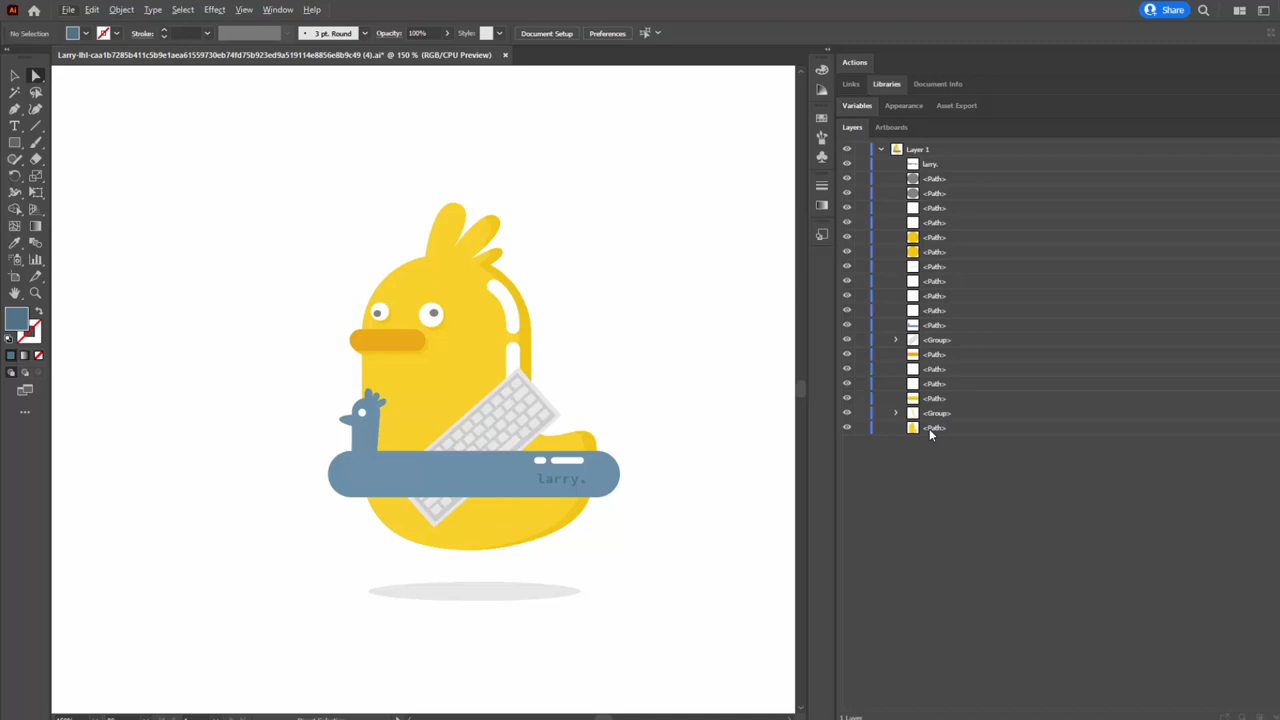 Ai File Edit Object Type Select Effect View Window Help Share
No Selection Stroke: 3 pt. Round Opacity: 100% Style: Document Setup Preferences
Larry-lhl-caa1b7285b411c5b9e1aea61559730eb74fd75b923ed9a519114e8856e8b9c49 (4).ai* @ 150 % (RGB/CPU Preview)
Actions
Links Libraries Document Info
Variables Appearance Asset Export
Layers Artboards
Layer 1
larry.
<Path>
<Path>
<Path>
<Path>
<Path>
<Path>
<Path>
<Path>
<Path>
<Path>
<Path>
<Group>
<Path>
<Path>
<Path>
<Path>
<Group>
<Path>
larry.
1 Layer